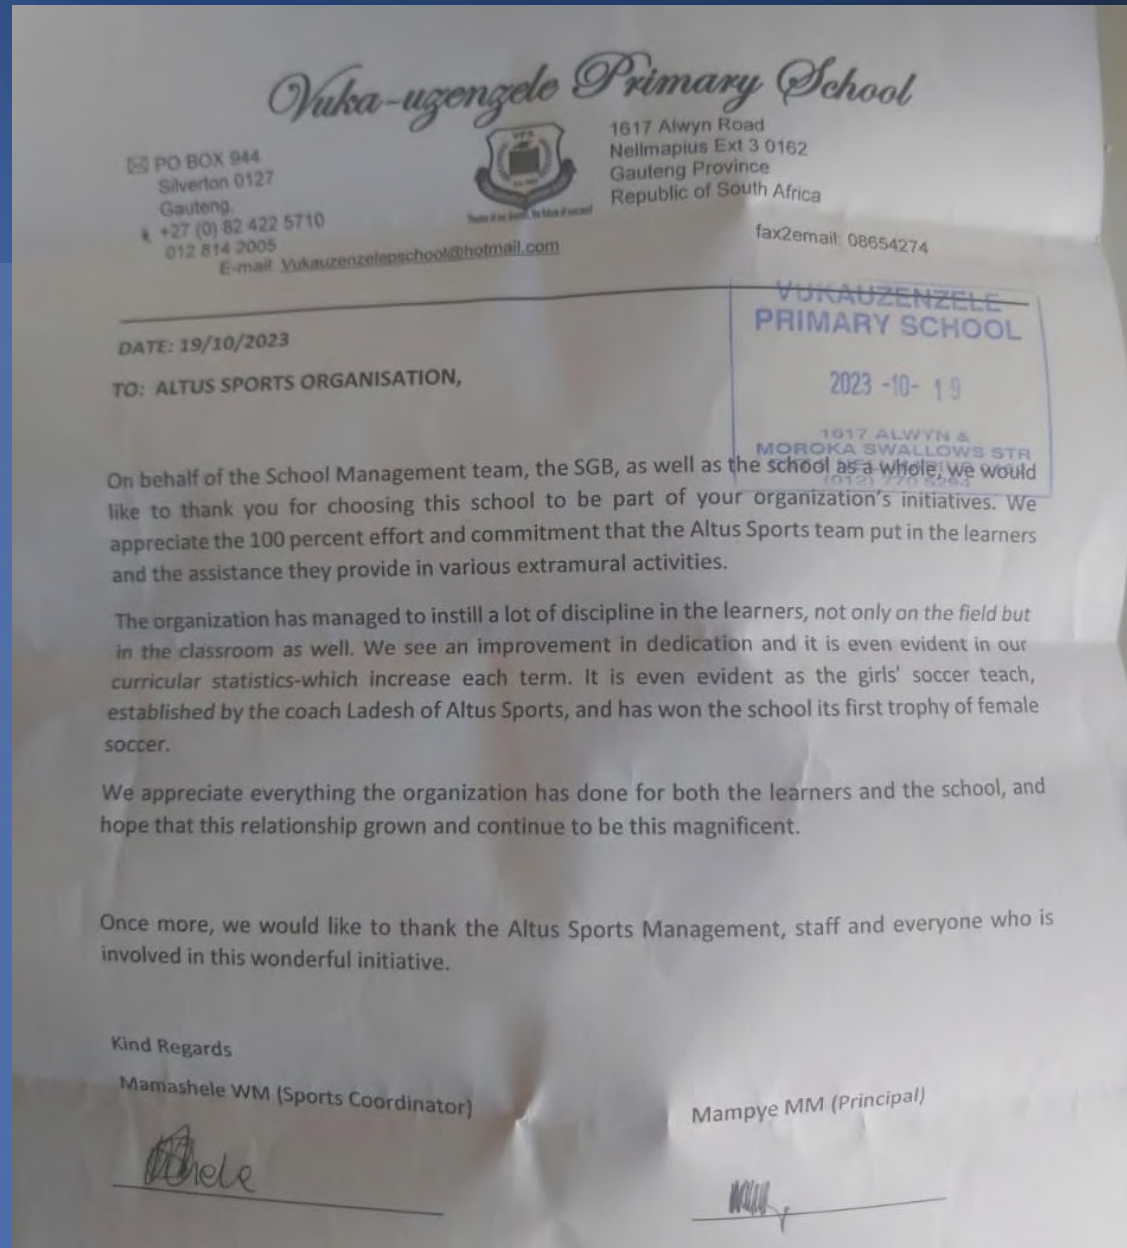 Vuka-uzenzele Primary School
PO BOX 944
Silverton 0127
Gauteng.
+27 (0) 82 422 5710
012 814 2005
E-mail: Vukauzenzelepschool@hotmail.com
VPS
1617 Alwyn Road
Nellmapius Ext 3 0162
Gauteng Province
Republic of South Africa
fax2email: 08654274
VUKAUZENZELE
PRIMARY SCHOOL
2023 -10- 19
1617 ALWYN &
MOROKA SWALLOWS STR
DATE: 19/10/2023
TO: ALTUS SPORTS ORGANISATION,
On behalf of the School Management team, the SGB, as well as the school as a whole, we would
like to thank you for choosing this school to be part of your organization's initiatives. We
appreciate the 100 percent effort and commitment that the Altus Sports team put in the learners
and the assistance they provide in various extramural activities.
The organization has managed to instill a lot of discipline in the learners, not only on the field but
in the classroom as well. We see an improvement in dedication and it is even evident in our
curricular statistics-which increase each term. It is even evident as the girls' soccer teach,
established by the coach Ladesh of Altus Sports, and has won the school its first trophy of female
soccer.
We appreciate everything the organization has done for both the learners and the school, and
hope that this relationship grown and continue to be this magnificent.
Once more, we would like to thank the Altus Sports Management, staff and everyone who is
involved in this wonderful initiative.
Kind Regards
Mamashele WM (Sports Coordinator)
Mampye MM (Principal)